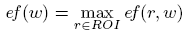 ef(w) = max_{r∈ROI} ef(r, w)